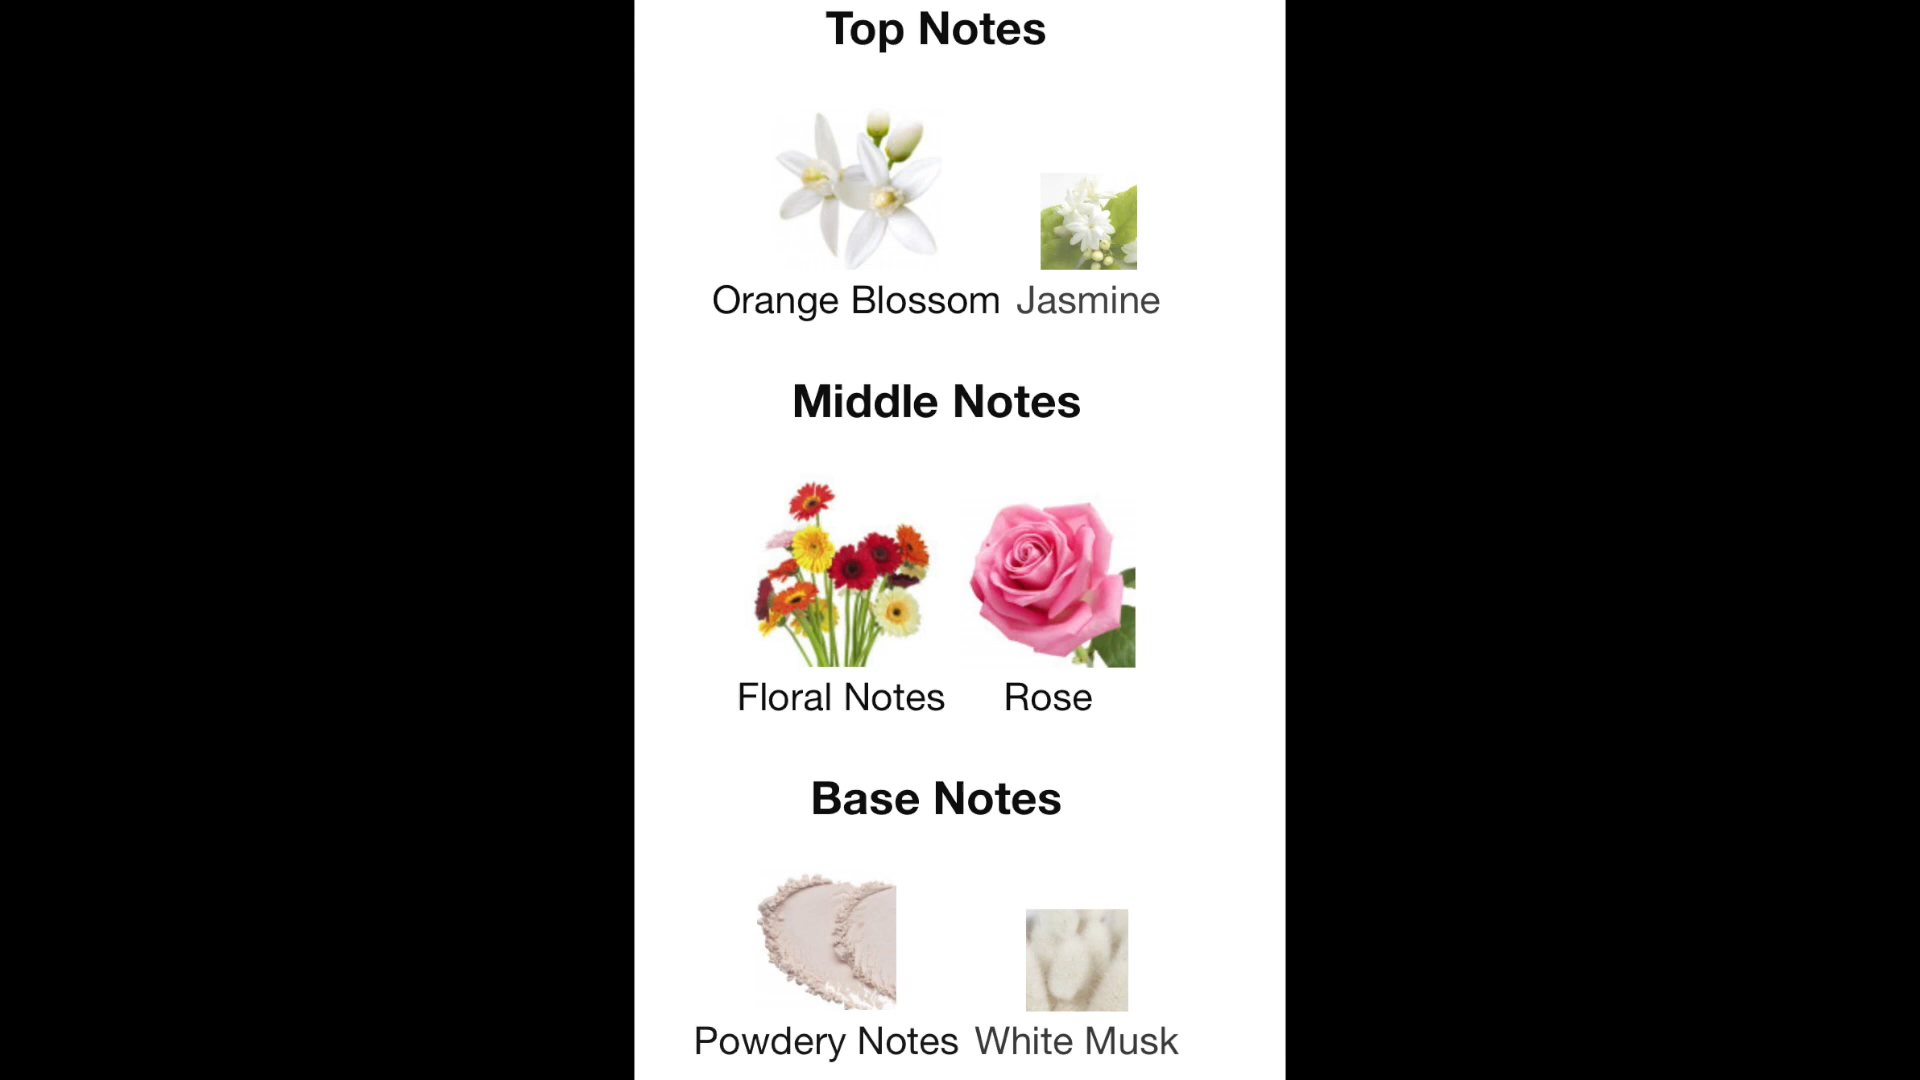 Top Notes
Orange Blossom Jasmine
Middle Notes
Floral Notes Rose
Base Notes
Powdery Notes White Musk